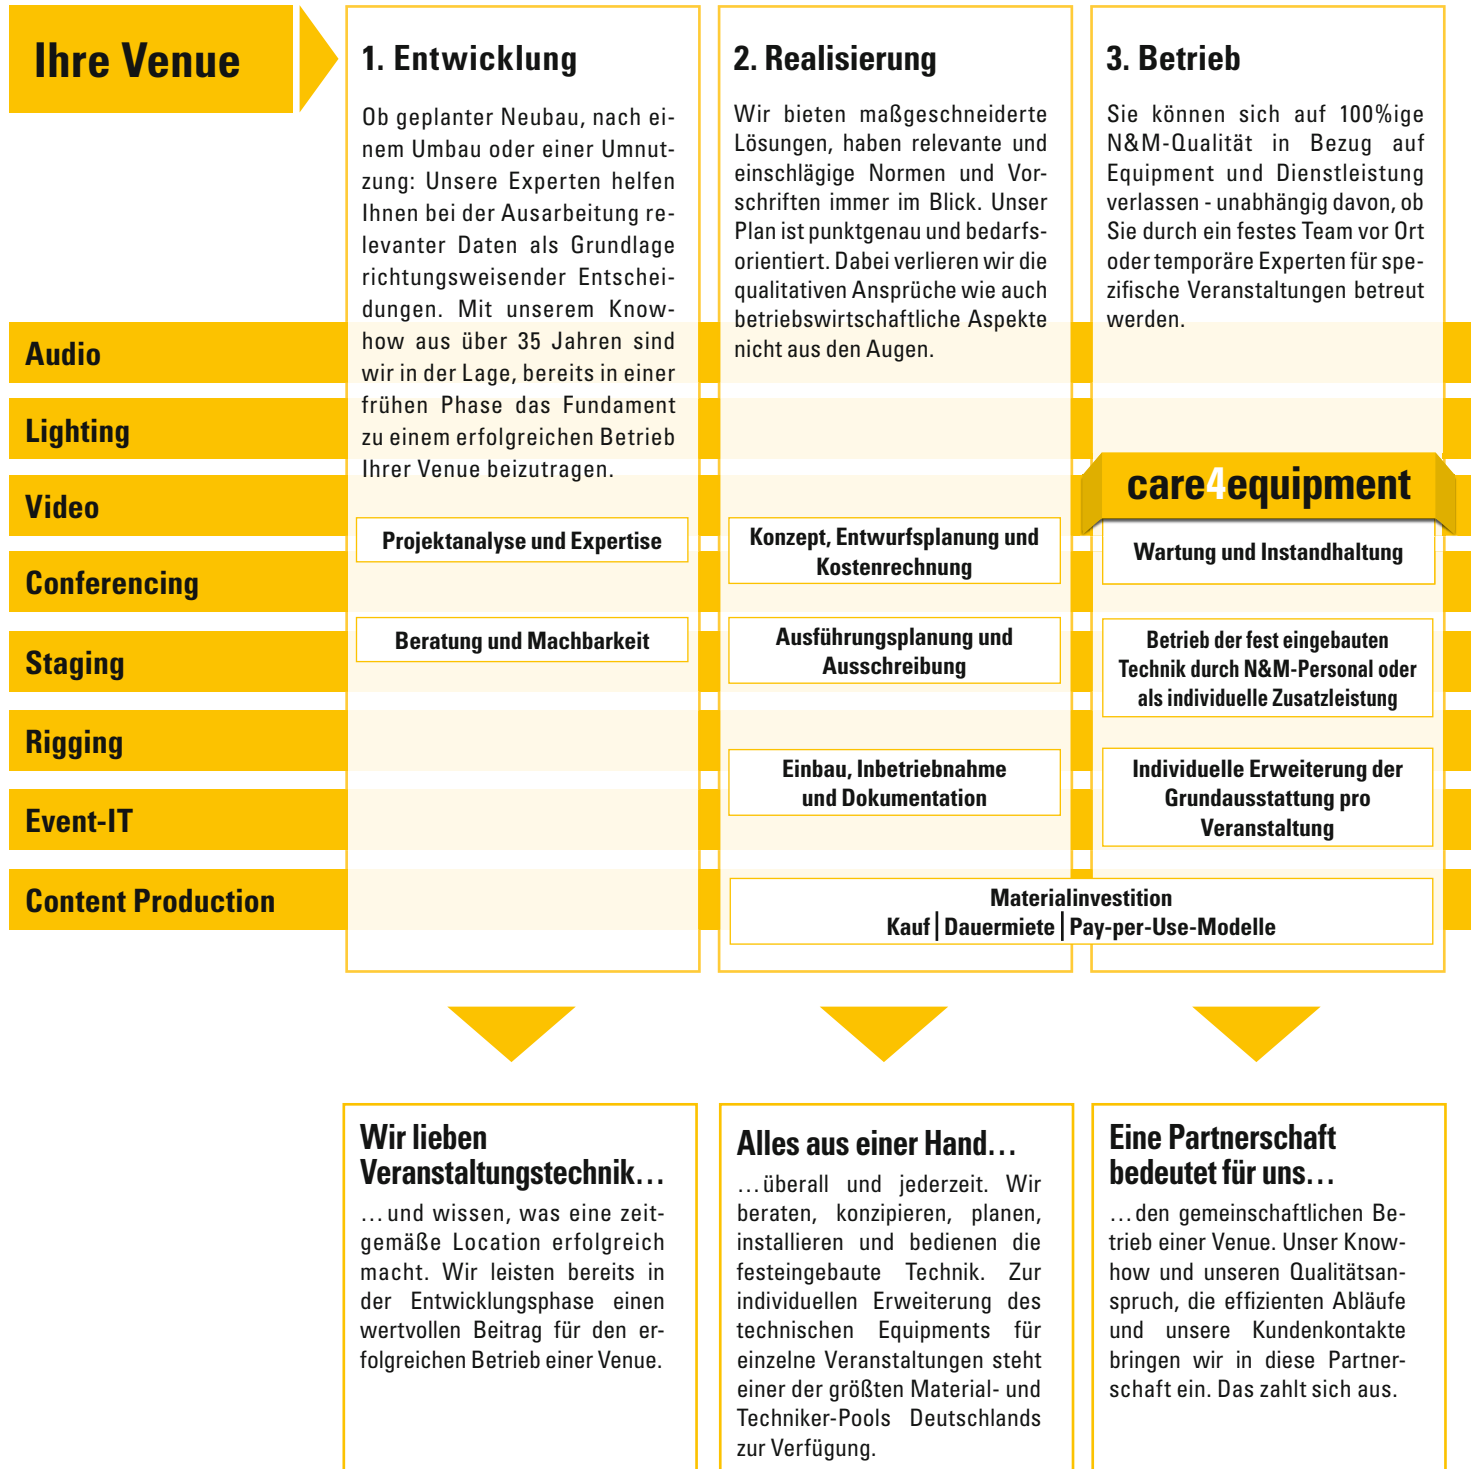 Ihre Venue
1. Entwicklung
Ob geplanter Neubau, nach ei-
nem Umbau oder einer Umnut-
zung: Unsere Experten helfen
Ihnen bei der Ausarbeitung re-
levanter Daten als Grundlage
richtungsweisender Entschei-
dungen. Mit unserem Know-
how aus über 35 Jahren sind
wir in der Lage, bereits in einer
frühen Phase das Fundament
zu einem erfolgreichen Betrieb
Ihrer Venue beizutragen.
Projektanalyse und Expertise
Beratung und Machbarkeit
2. Realisierung
Wir bieten maßgeschneiderte
Lösungen, haben relevante und
einschlägige Normen und Vor-
schriften immer im Blick. Unser
Plan ist punktgenau und bedarfs-
orientiert. Dabei verlieren wir die
qualitativen Ansprüche wie auch
betriebswirtschaftliche Aspekte
nicht aus den Augen.
Konzept, Entwurfsplanung und
Kostenrechnung
Ausführungsplanung und
Ausschreibung
Einbau, Inbetriebnahme
und Dokumentation
3. Betrieb
Sie können sich auf 100%ige
N&M-Qualität in Bezug auf
Equipment und Dienstleistung
verlassen - unabhängig davon, ob
Sie durch ein festes Team vor Ort
oder temporäre Experten für spe-
zifische Veranstaltungen betreut
werden.
care4equipment
Wartung und Instandhaltung
Betrieb der fest eingebauten
Technik durch N&M-Personal oder
als individuelle Zusatzleistung
Individuelle Erweiterung der
Grundausstattung pro
Veranstaltung
Materialinvestition
Kauf | Dauermiete | Pay-per-Use-Modelle
Audio
Lighting
Video
Conferencing
Staging
Rigging
Event-IT
Content Production
Wir lieben
Veranstaltungstechnik...
...und wissen, was eine zeit-
gemäße Location erfolgreich
macht. Wir leisten bereits in
der Entwicklungsphase einen
wertvollen Beitrag für den er-
folgreichen Betrieb einer Venue.
Alles aus einer Hand...
...überall und jederzeit. Wir
beraten, konzipieren, planen,
installieren und bedienen die
festeingebaute Technik. Zur
individuellen Erweiterung des
technischen Equipments für
einzelne Veranstaltungen steht
einer der größten Material- und
Techniker-Pools Deutschlands
zur Verfügung.
Eine Partnerschaft
bedeutet für uns...
...den gemeinschaftlichen Be-
trieb einer Venue. Unser Know-
how und unseren Qualitätsan-
spruch, die effizienten Abläufe
und unsere Kundenkontakte
bringen wir in diese Partner-
schaft ein. Das zahlt sich aus.